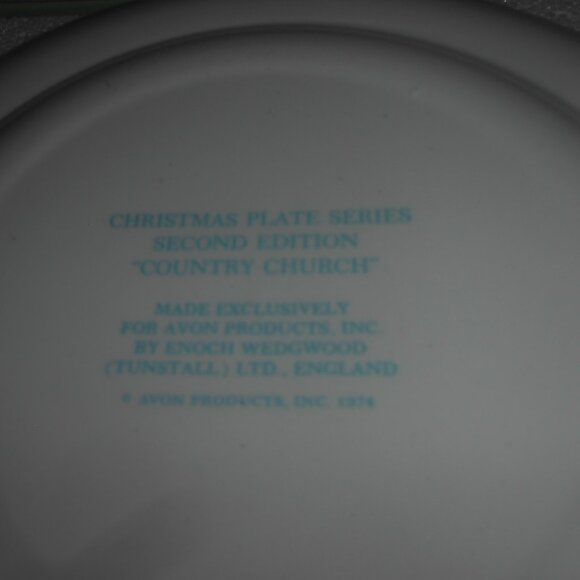 CHRISTMAS PLATE SERIES
SECOND EDITION
"COUNTRY CHURCH"
MADE EXCLUSIVELY
FOR AVON PRODUCTS, INC.
BY ENOCH WEDGWOOD
(TUNSTALL) LTD., ENGLAND
© AVON PRODUCTS, INC. 1974